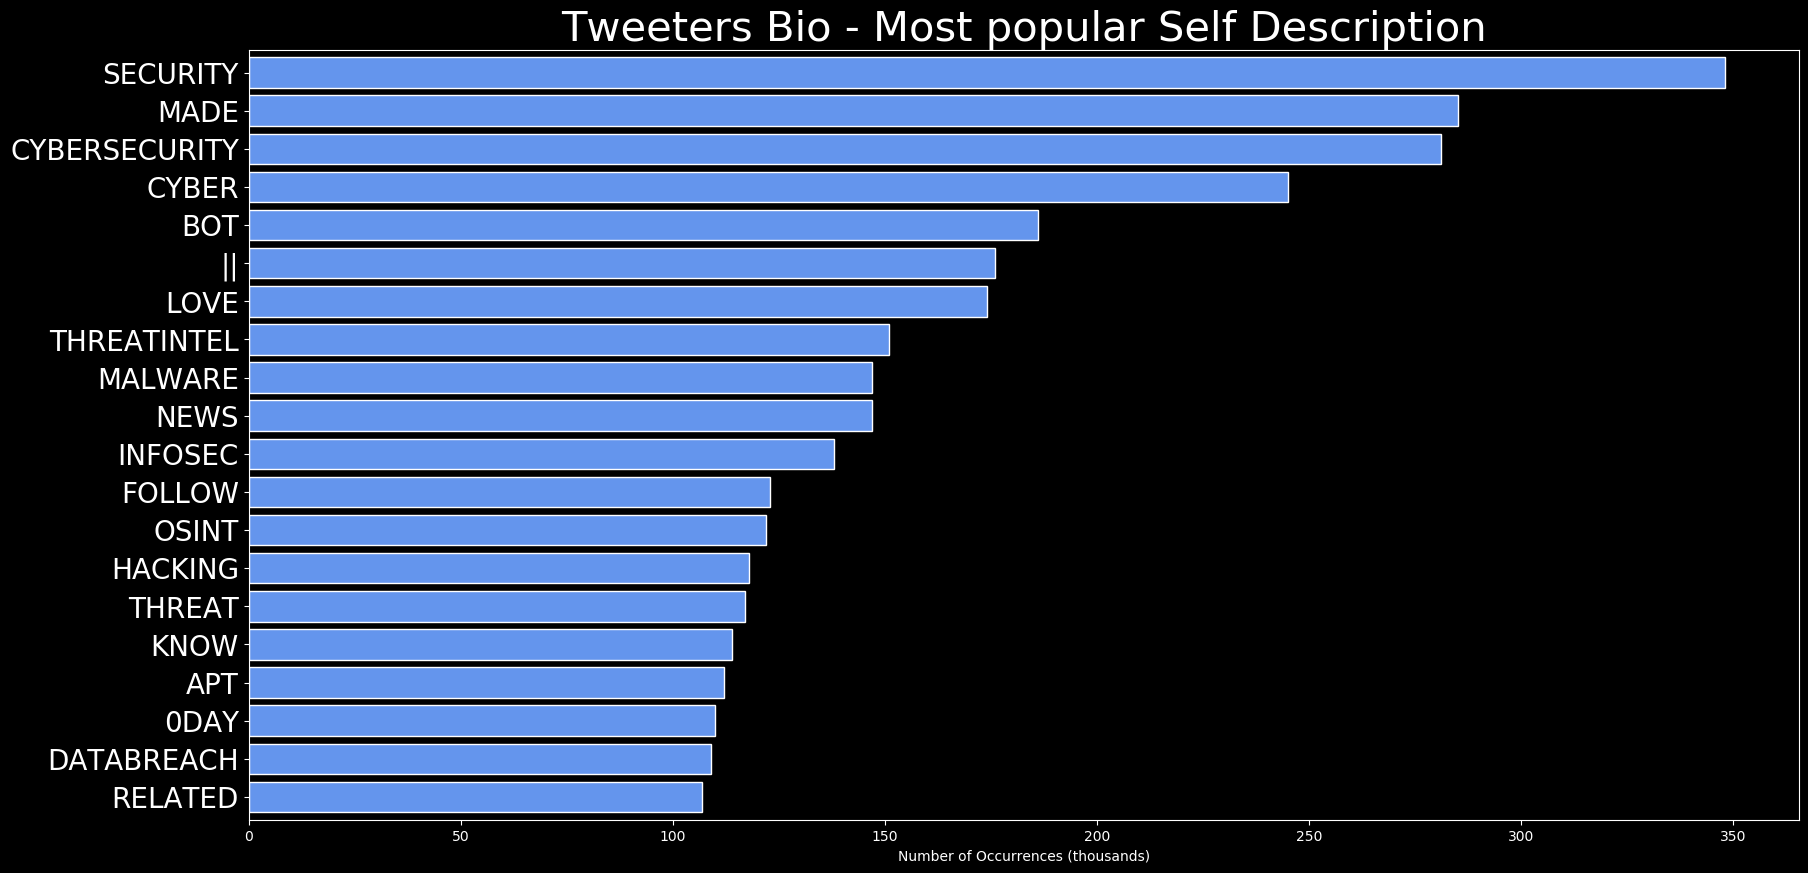 Tweeters Bio - Most popular Self Description
SECURITY
MADE
CYBERSECURITY
CYBER
BOT
||
LOVE
THREATINTEL
MALWARE
NEWS
INFOSEC
FOLLOW
OSINT
HACKING
THREAT
KNOW
APT
0DAY
DATABREACH
RELATED
0 50 100 150 200 250 300 350
Number of Occurrences (thousands)